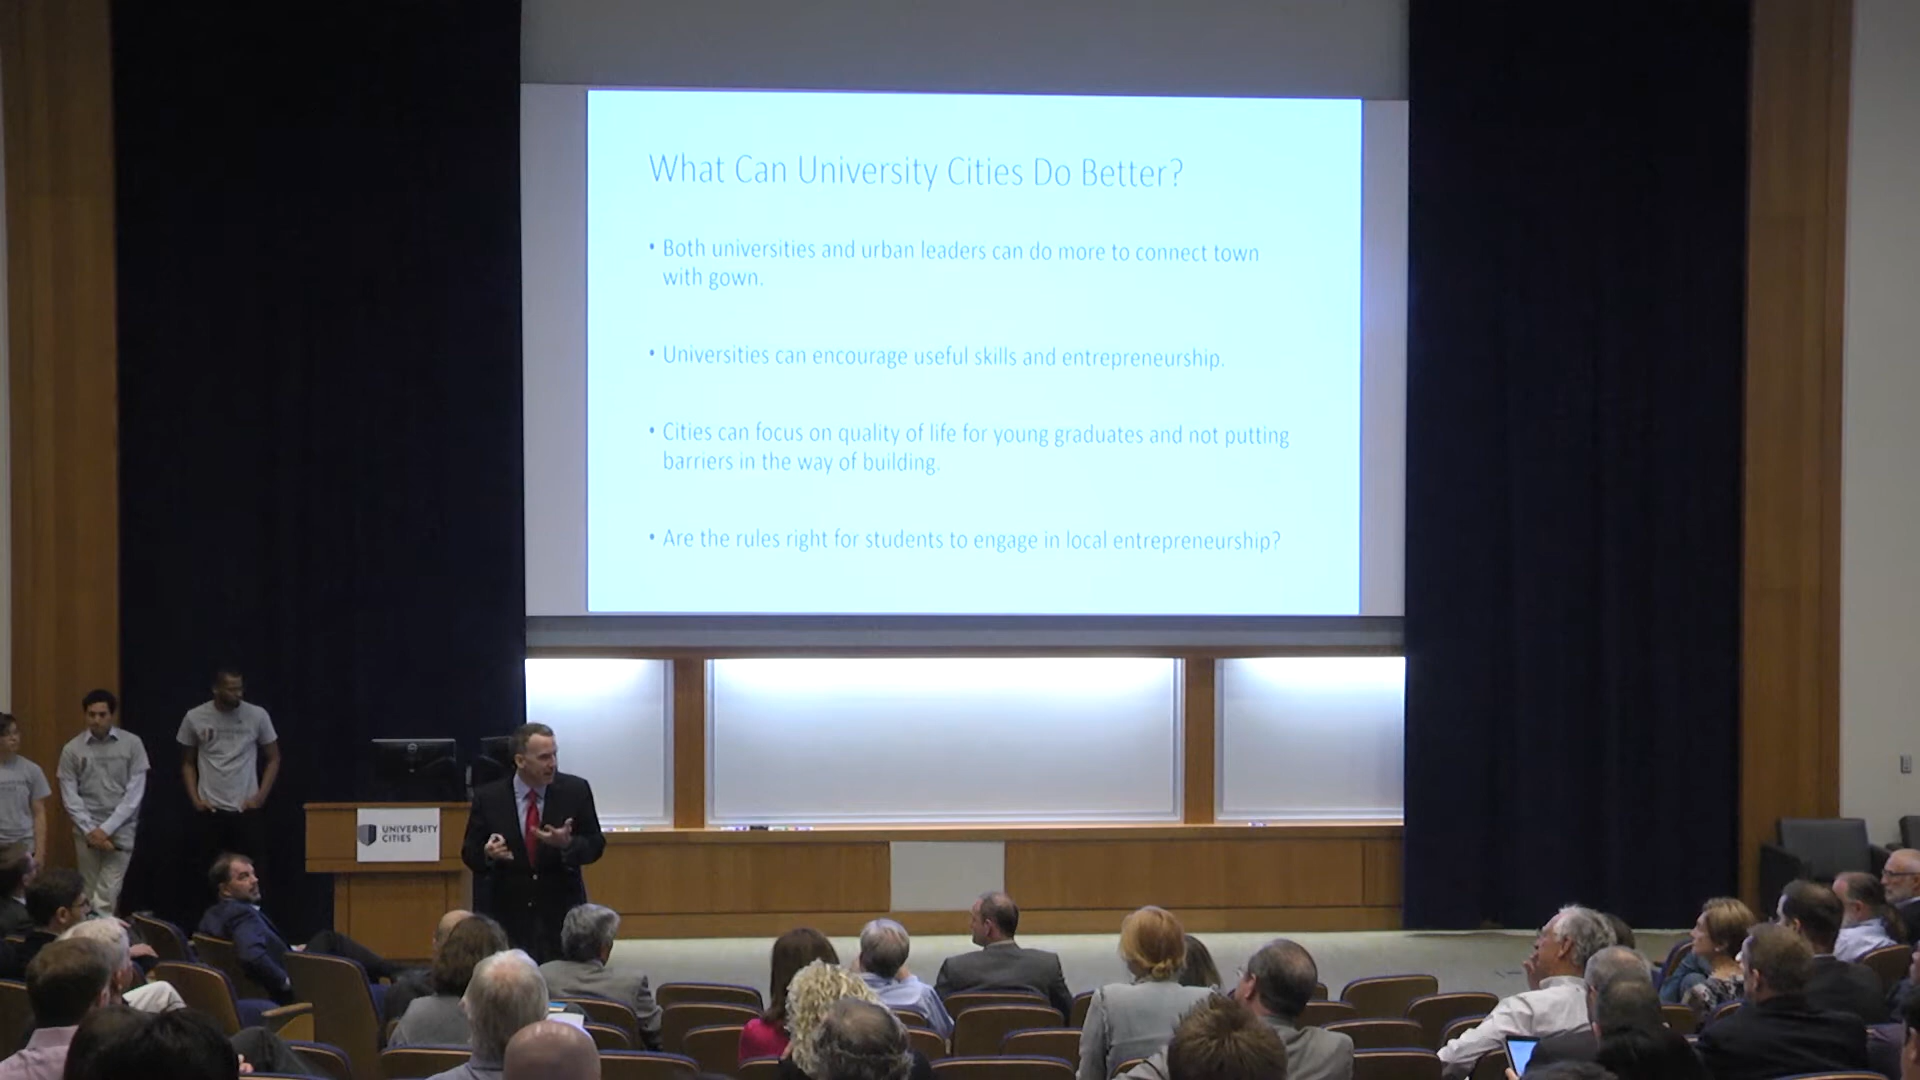 What Can University Cities Do Better?
• Both universities and urban leaders can do more to connect town
with gown.
• Universities can encourage useful skills and entrepreneurship.
• Cities can focus on quality of life for young graduates and not putting
barriers in the way of building.
• Are the rules right for students to engage in local entrepreneurship?
UNIVERSITY
CITIES